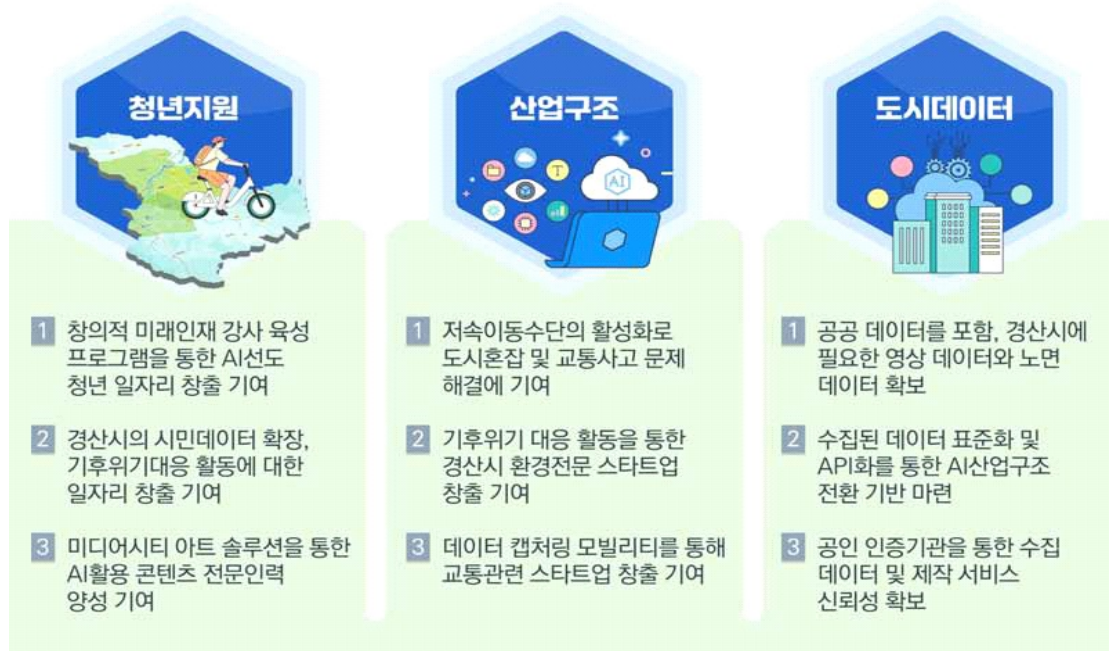 청년지원
1 창의적 미래인재 강사 육성
프로그램을 통한 AI선도
청년 일자리 창출 기여
2 경산시의 시민데이터 확장,
기후위기대응 활동에 대한
일자리 창출 기여
3 미디어시티 아트 솔루션을 통한
AI활용 콘텐츠 전문인력
양성 기여
산업구조
T
AI
1 저속이동수단의 활성화로
도시혼잡 및 교통사고 문제
해결에 기여
2 기후위기 대응 활동을 통한
경산시 환경전문 스타트업
창출 기여
3 데이터 캡처링 모빌리티를 통해
교통관련 스타트업 창출 기여
도시데이터
1 공공 데이터를 포함, 경산시에
필요한 영상 데이터와 노면
데이터 확보
2 수집된 데이터 표준화 및
API화를 통한 AI산업구조
전환 기반 마련
3 공인 인증기관을 통한 수집
데이터 및 제작 서비스
신뢰성 확보